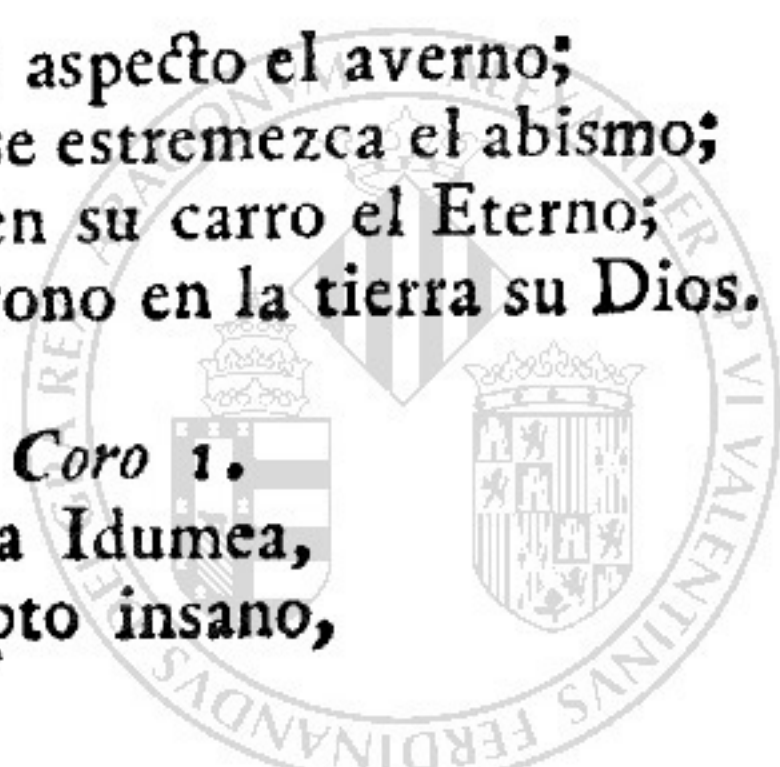 aspecto el averno;
se estremezca el abismo;
en su carro el Eterno;
en la tierra su Dios.
Coro 1.
Idumea,
insano,